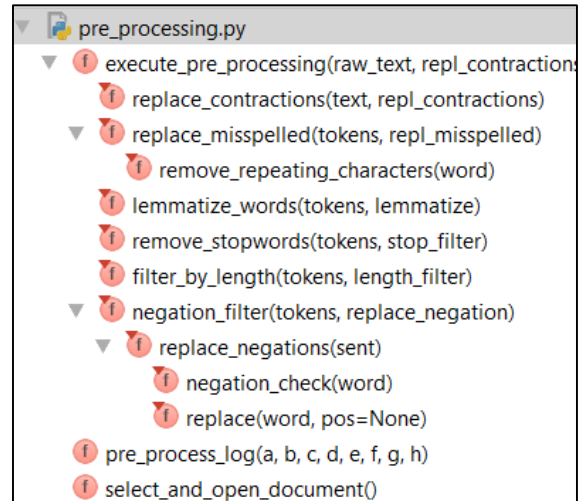 pre_processing.py
f execute_pre_processing(raw_text, repl_contractions
f replace_contractions(text, repl_contractions)
f replace_misspelled(tokens, repl_misspelled)
f remove_repeating_characters(word)
f lemmatize_words(tokens, lemmatize)
f remove_stopwords(tokens, stop_filter)
f filter_by_length(tokens, length_filter)
f negation_filter(tokens, replace_negation)
f replace_negations(sent)
f negation_check(word)
f replace(word, pos=None)
f pre_process_log(a, b, c, d, e, f, g, h)
f select_and_open_document()